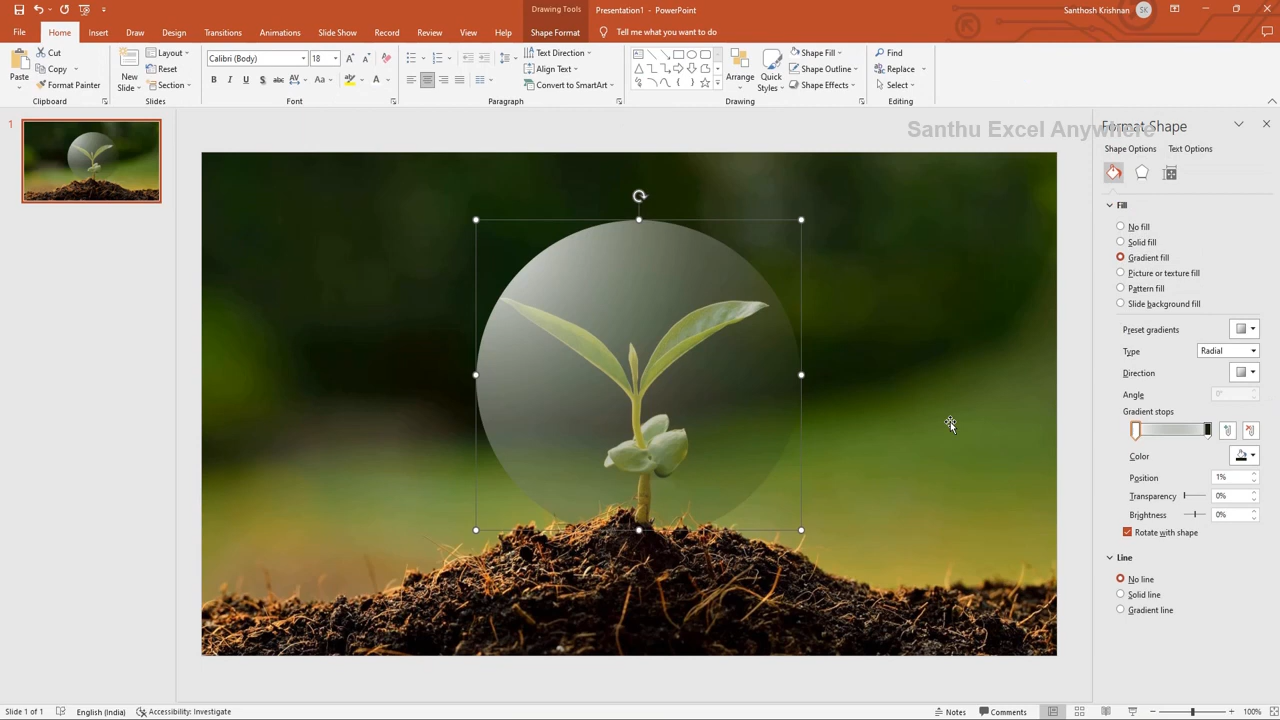 Drawing Tools
Presentation1 - PowerPoint
Santhosh Krishnan
SK
File
Home
Insert
Draw
Design
Transitions
Animations
Slide Show
Record
Review
View
Help
Shape Format
Tell me what you want to do
Paste
Cut
Copy
Format Painter
Clipboard
New
Slide
Layout
Reset
Section
Slides
Calibri (Body)
18
B I U S abc AV Aa A
Font
Text Direction
Align Text
Convert to SmartArt
Paragraph
Arrange
Quick
Styles
Shape Fill
Shape Outline
Shape Effects
Drawing
Find
Replace
Select
Editing
1
Santhu Excel Anywhere
Format Shape
Shape Options
Text Options
Fill
No fill
Solid fill
Gradient fill
Picture or texture fill
Pattern fill
Slide background fill
Preset gradients
Type
Radial
Direction
Angle
0°
Gradient stops
Color
Position
1%
Transparency
0%
Brightness
0%
Rotate with shape
Line
No line
Solid line
Gradient line
Slide 1 of 1
English (India)
Accessibility: Investigate
Notes
Comments
100%